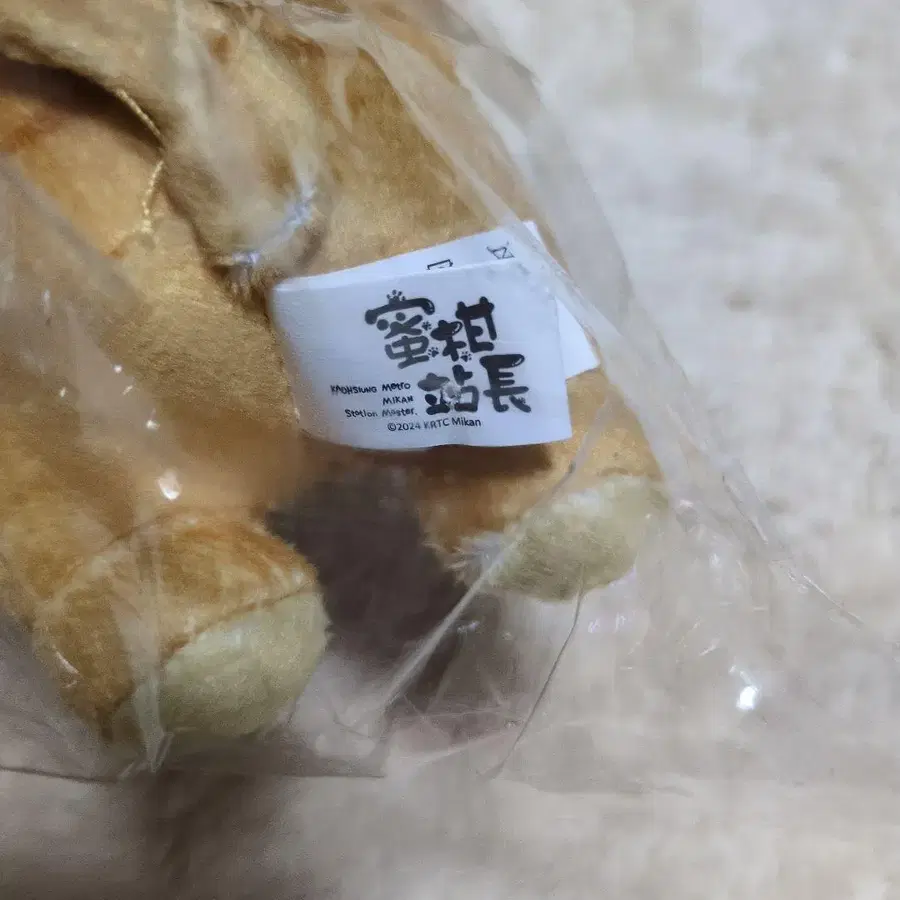 蜜柑
站長
KAOHSIUNG Metro
MIKAN
Station Master.
©2024 KRTC Mikan